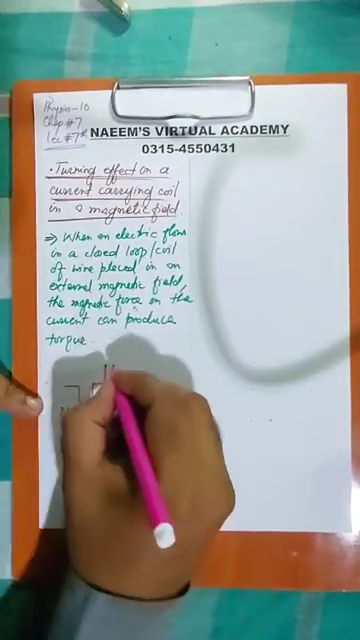 Physics-10
Chap #7
Lec #7
NAEEM'S VIRTUAL ACADEMY
0315-4550431
• Turning effect on a
current carrying coil
in a magnetic field.
⇒ When an electric flows
in a closed loop/coil
of wire placed in an
external magnetic field,
the magnetic force on the
current can produce
torque.
N